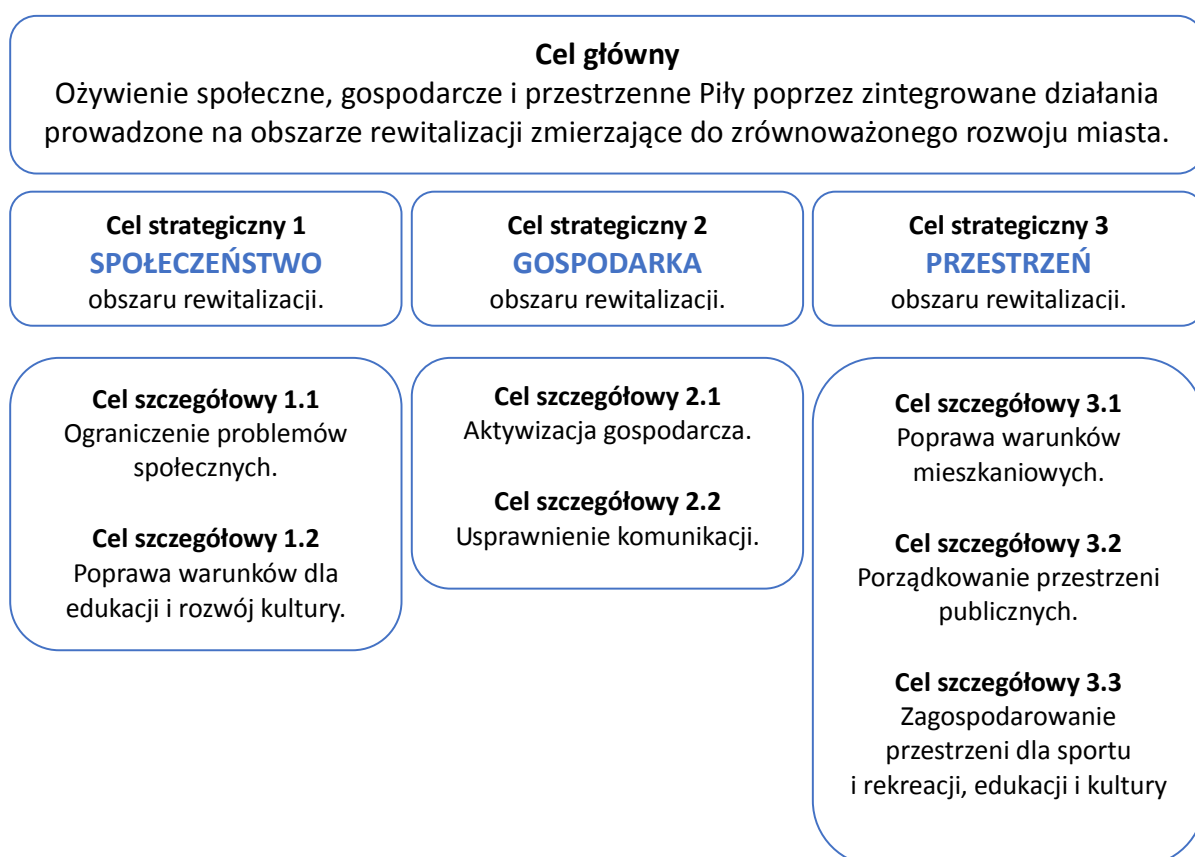 Cel główny
Ożywienie społeczne, gospodarcze i przestrzenne Piły poprzez zintegrowane działania
prowadzone na obszarze rewitalizacji zmierzające do zrównoważonego rozwoju miasta.
Cel strategiczny 1
SPOŁECZEŃSTWO
obszaru rewitalizacji.
Cel strategiczny 2
GOSPODARKA
obszaru rewitalizacji.
Cel strategiczny 3
PRZESTRZEŃ
obszaru rewitalizacji.
Cel szczegółowy 1.1
Ograniczenie problemów
społecznych.
Cel szczegółowy 1.2
Poprawa warunków dla
edukacji i rozwój kultury.
Cel szczegółowy 2.1
Aktywizacja gospodarcza.
Cel szczegółowy 2.2
Usprawnienie komunikacji.
Cel szczegółowy 3.1
Poprawa warunków
mieszkaniowych.
Cel szczegółowy 3.2
Porządkowanie przestrzeni
publicznych.
Cel szczegółowy 3.3
Zagospodarowanie
przestrzeni dla sportu
i rekreacji, edukacji i kultury